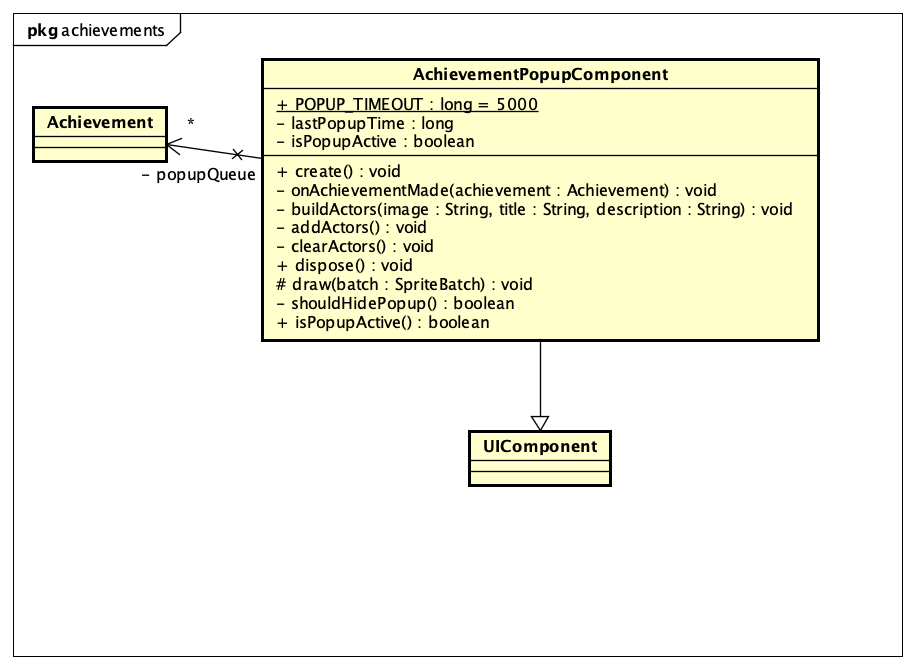 pkg achievements
AchievementPopupComponent
+ POPUP_TIMEOUT : long = 5000
- lastPopupTime : long
- isPopupActive : boolean
+ create() : void
- onAchievementMade(achievement : Achievement) : void
- buildActors(image : String, title : String, description : String) : void
- addActors() : void
- clearActors() : void
+ dispose() : void
# draw(batch : SpriteBatch) : void
- shouldHidePopup() : boolean
+ isPopupActive() : boolean
Achievement
*
- popupQueue
UIComponent